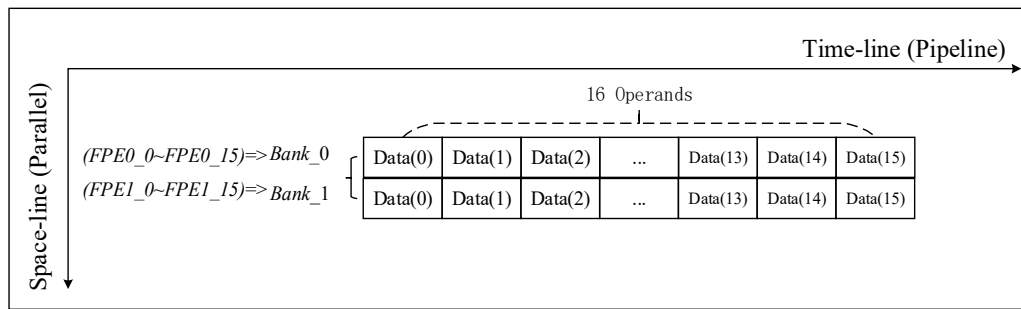 Time-line (Pipeline)
Space-line (Parallel)
16 Operands
(FPE0_0~FPE0_15)=>Bank_0 Data(0) Data(1) Data(2) ... Data(13) Data(14) Data(15)
(FPE1_0~FPE1_15)=>Bank_1 Data(0) Data(1) Data(2) ... Data(13) Data(14) Data(15)